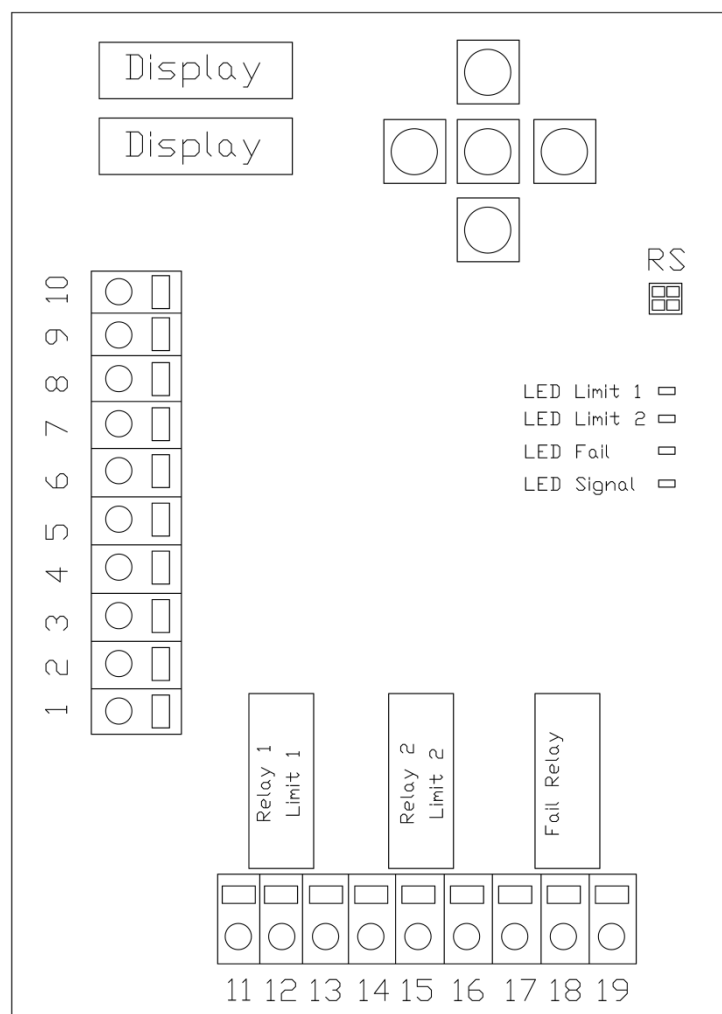 Display
Display
RS
10
9
8
7
6
5
4
3
2
1
LED Limit 1
LED Limit 2
LED Fail
LED Signal
Relay 1
Limit 1
Relay 2
Limit 2
Fail Relay
11 12 13 14 15 16 17 18 19